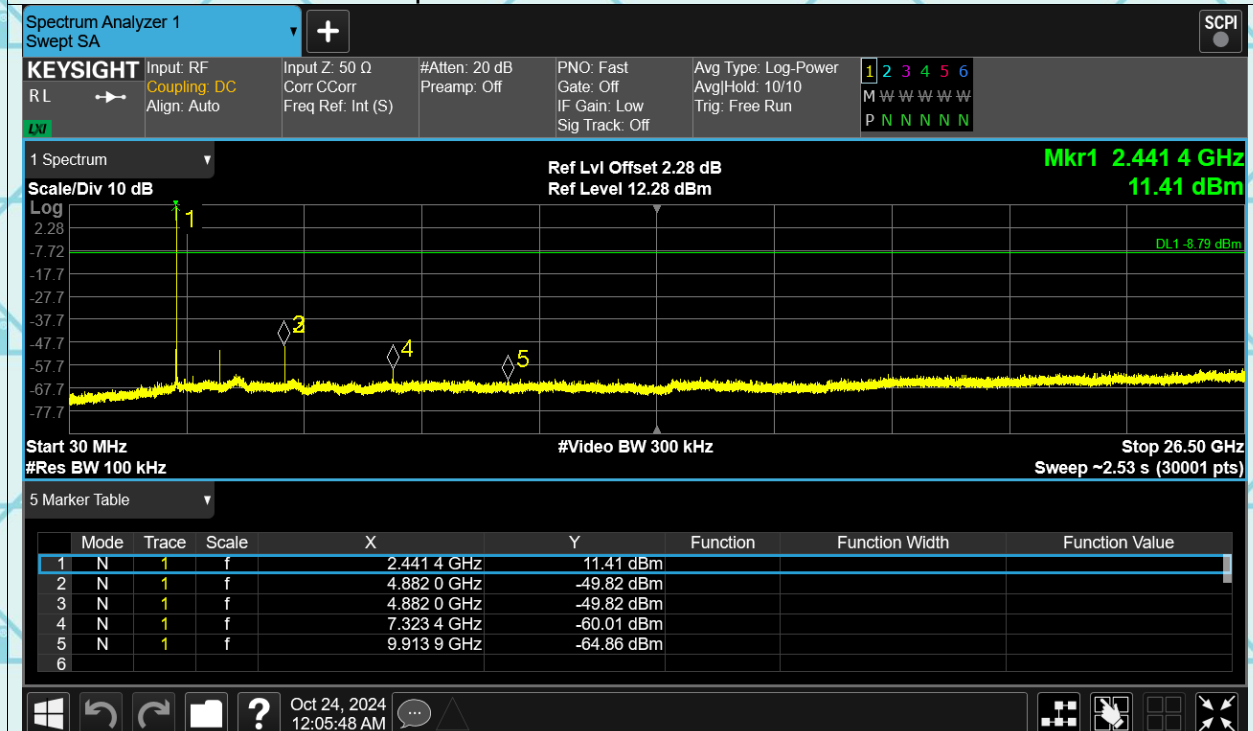 Spectrum Analyzer 1
Swept SA
+
SCPI
KEYSIGHT
RL
LXI
Input: RF
Coupling: DC
Align: Auto
Input Z: 50 Ω
Corr CCorr
Freq Ref: Int (S)
#Atten: 20 dB
Preamp: Off
PNO: Fast
Gate: Off
IF Gain: Low
Sig Track: Off
Avg Type: Log-Power
Avg|Hold: 10/10
Trig: Free Run
1 2 3 4 5 6
M W W W W W
P N N N N N
1 Spectrum
Scale/Div 10 dB
Ref Lvl Offset 2.28 dB
Ref Level 12.28 dBm
Mkr1 2.441 4 GHz
11.41 dBm
Log
2.28
-7.72
-17.7
-27.7
-37.7
-47.7
-57.7
-67.7
-77.7
1
DL1 -8.79 dBm
4
5
Start 30 MHz
#Video BW 300 kHz
Stop 26.50 GHz
#Res BW 100 kHz
Sweep ~2.53 s (30001 pts)
5 Marker Table
Mode Trace Scale X Y Function Function Width Function Value
1 N 1 f 2.441 4 GHz 11.41 dBm
2 N 1 f 4.882 0 GHz -49.82 dBm
3 N 1 f 4.882 0 GHz -49.82 dBm
4 N 1 f 7.323 4 GHz -60.01 dBm
5 N 1 f 9.913 9 GHz -64.86 dBm
6
?
Oct 24, 2024
12:05:48 AM